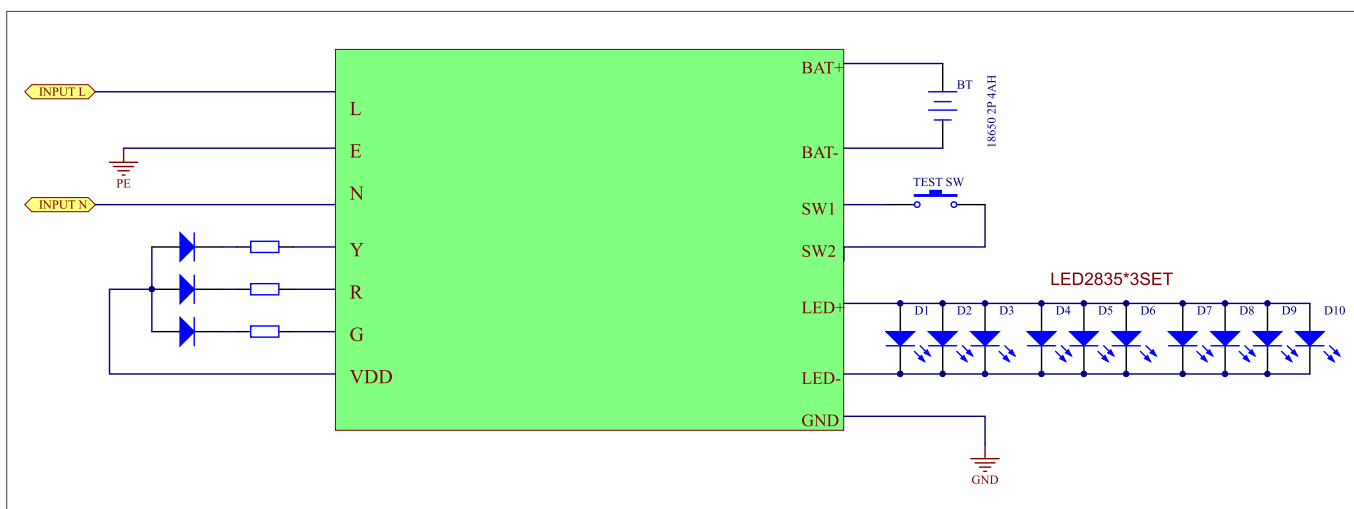 INPUT L
PE
INPUT N
L
E
N
Y
R
G
VDD
BAT+
BAT-
SW1
SW2
LED+
LED-
GND
BT
18650 2P 4AH
TEST SW
LED2835*3SET
D1 D2 D3 D4 D5 D6 D7 D8 D9 D10
GND